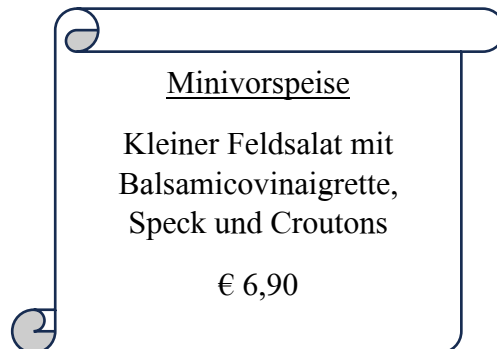 Minivorspeise
Kleiner Feldsalat mit
Balsamicovinaigrette,
Speck und Croutons
€ 6,90